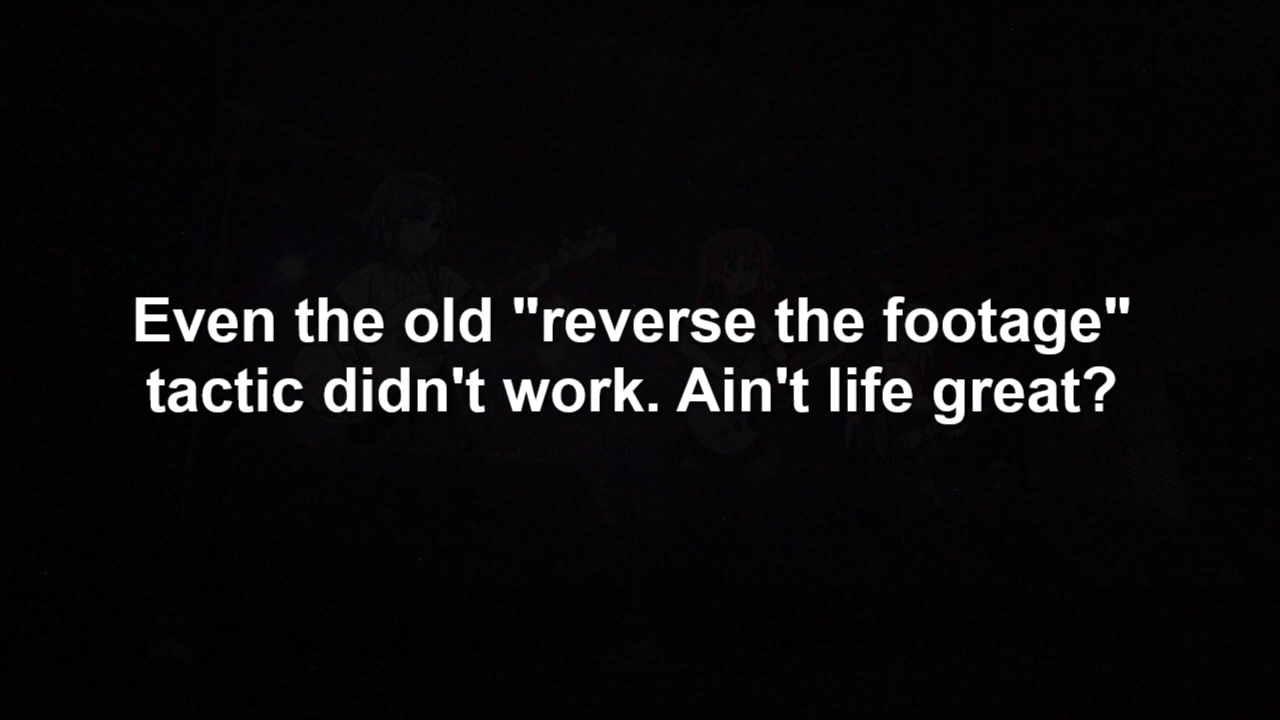 Even the old "reverse the footage"
tactic didn't work. Ain't life great?